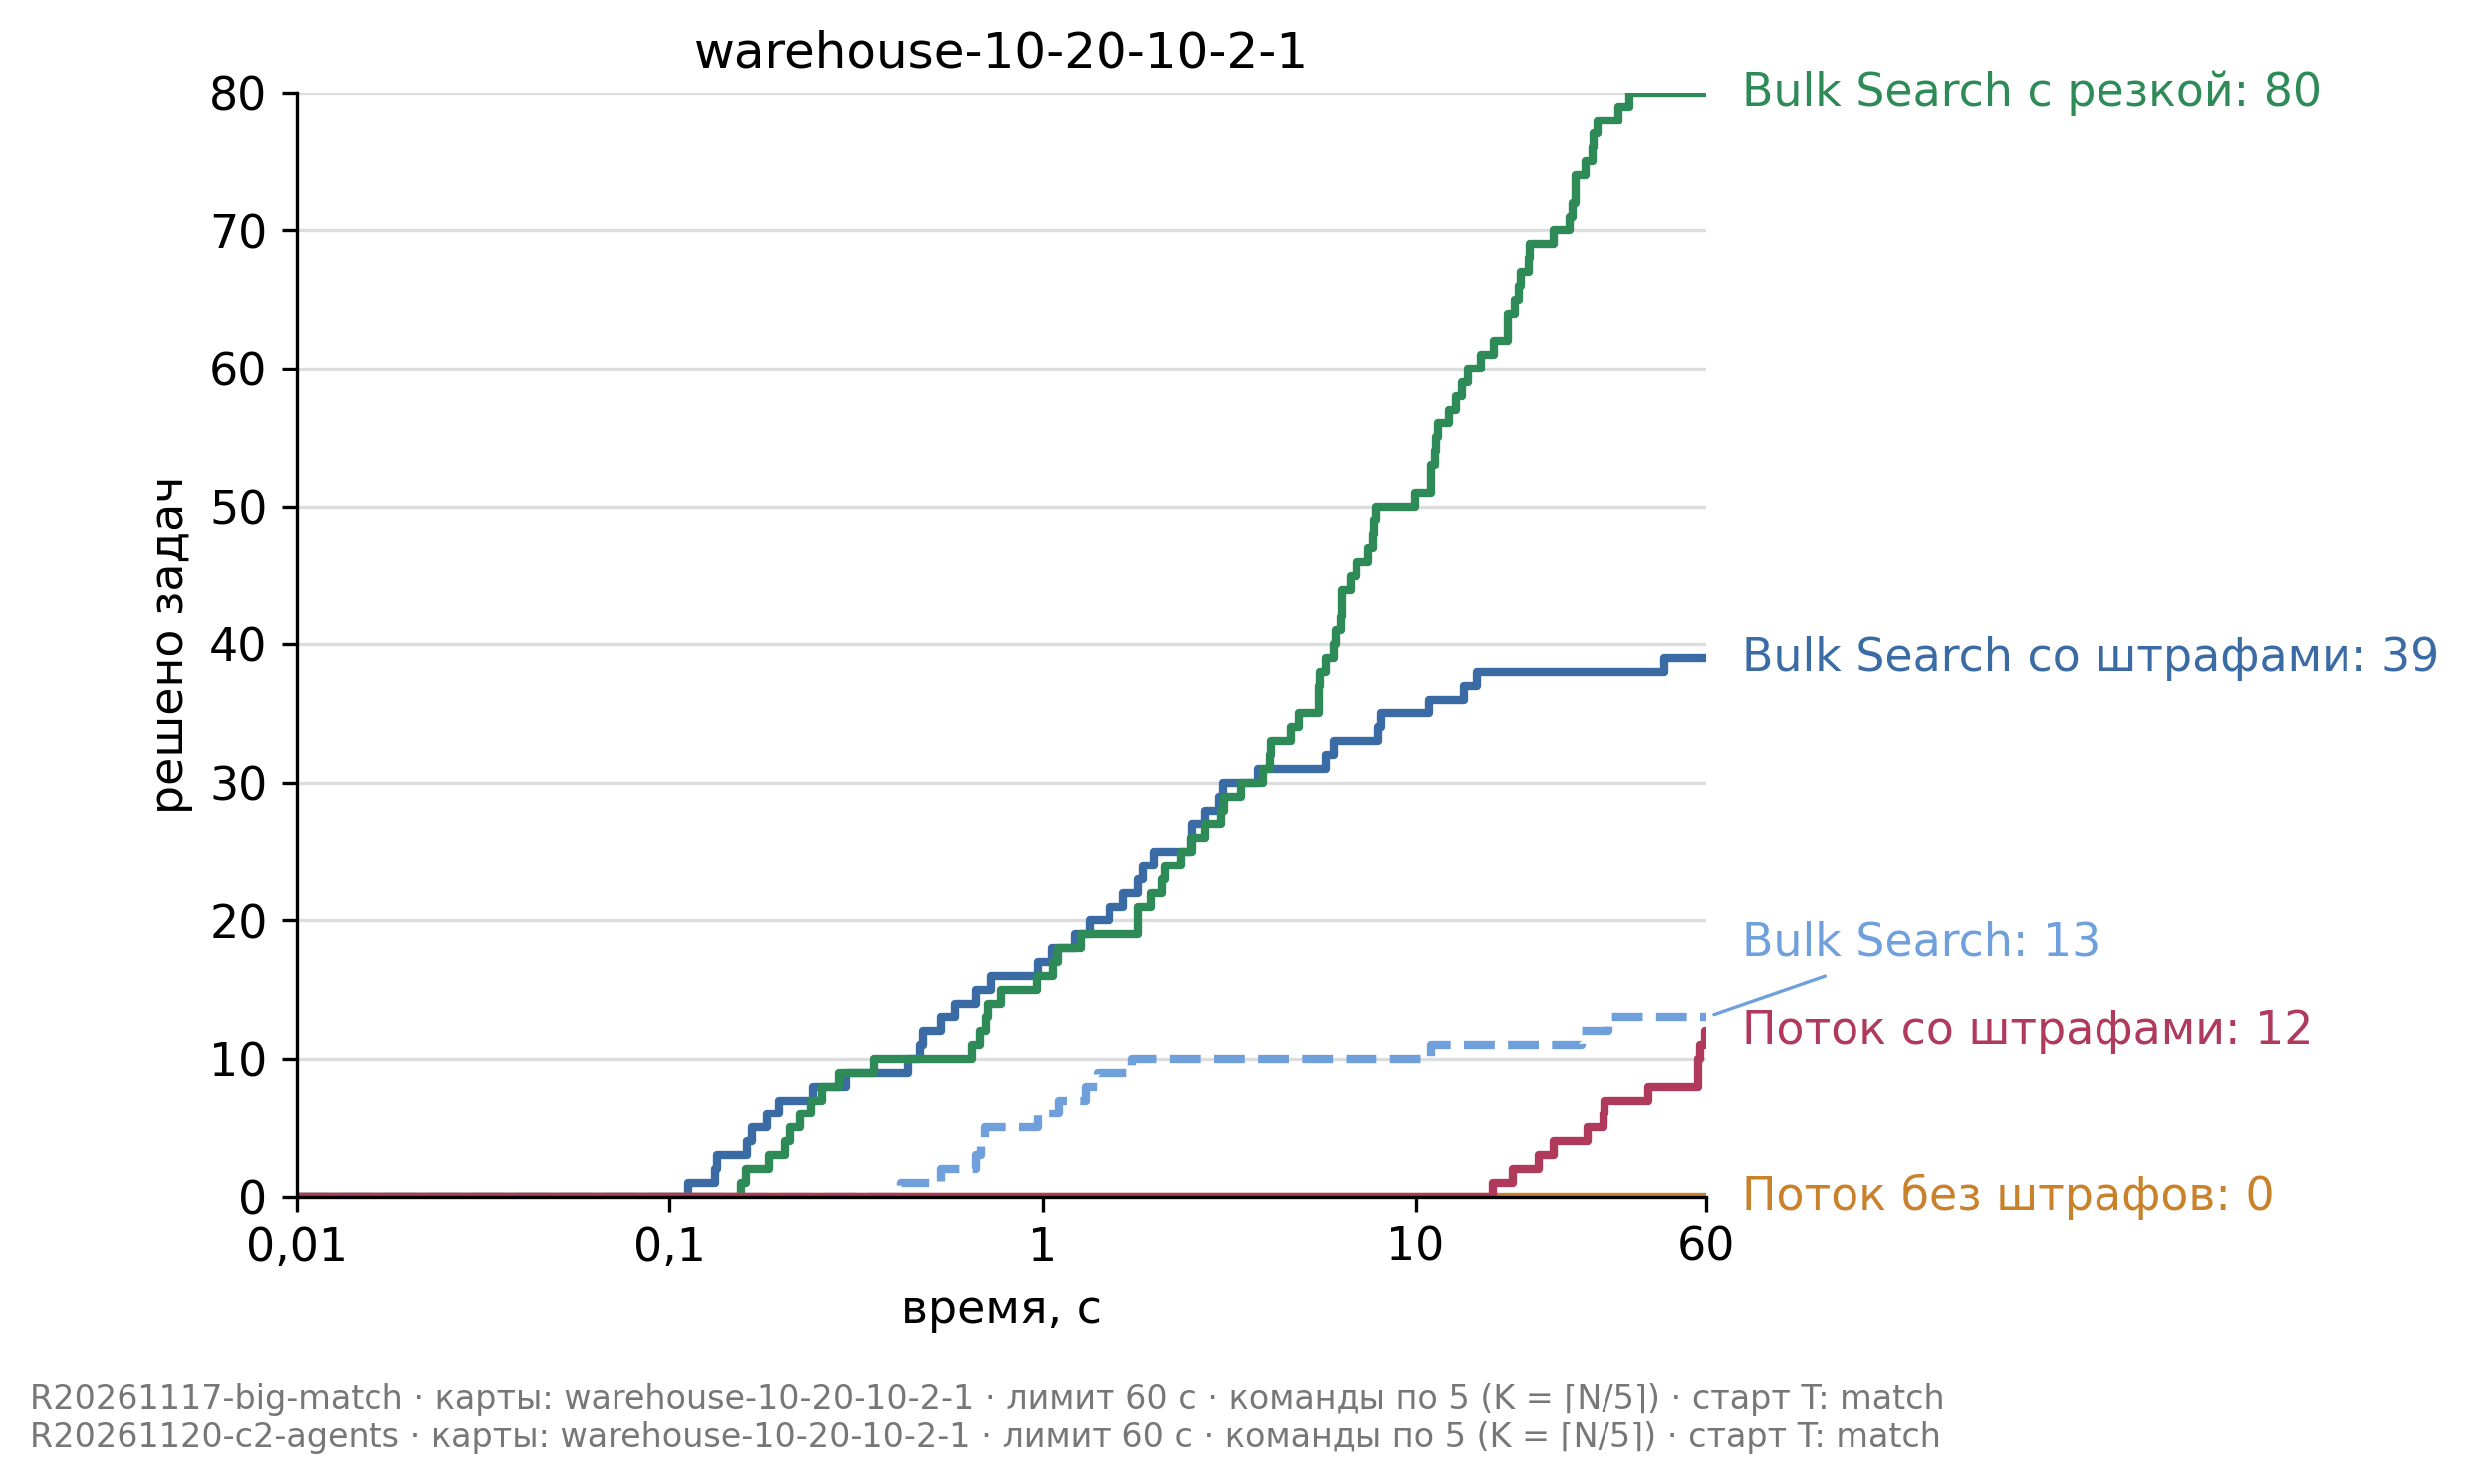 warehouse-10-20-10-2-1
80
70
60
50
40
30
20
10
0
решено задач
0,01
0,1
1
10
60
время, с
Bulk Search с резкой: 80
Bulk Search со штрафами: 39
Bulk Search: 13
Поток со штрафами: 12
Поток без штрафов: 0
R20261117-big-match · карты: warehouse-10-20-10-2-1 · лимит 60 с · команды по 5 (K = ⌈N/5⌉) · старт T: match
R20261120-c2-agents · карты: warehouse-10-20-10-2-1 · лимит 60 с · команды по 5 (K = ⌈N/5⌉) · старт T: match